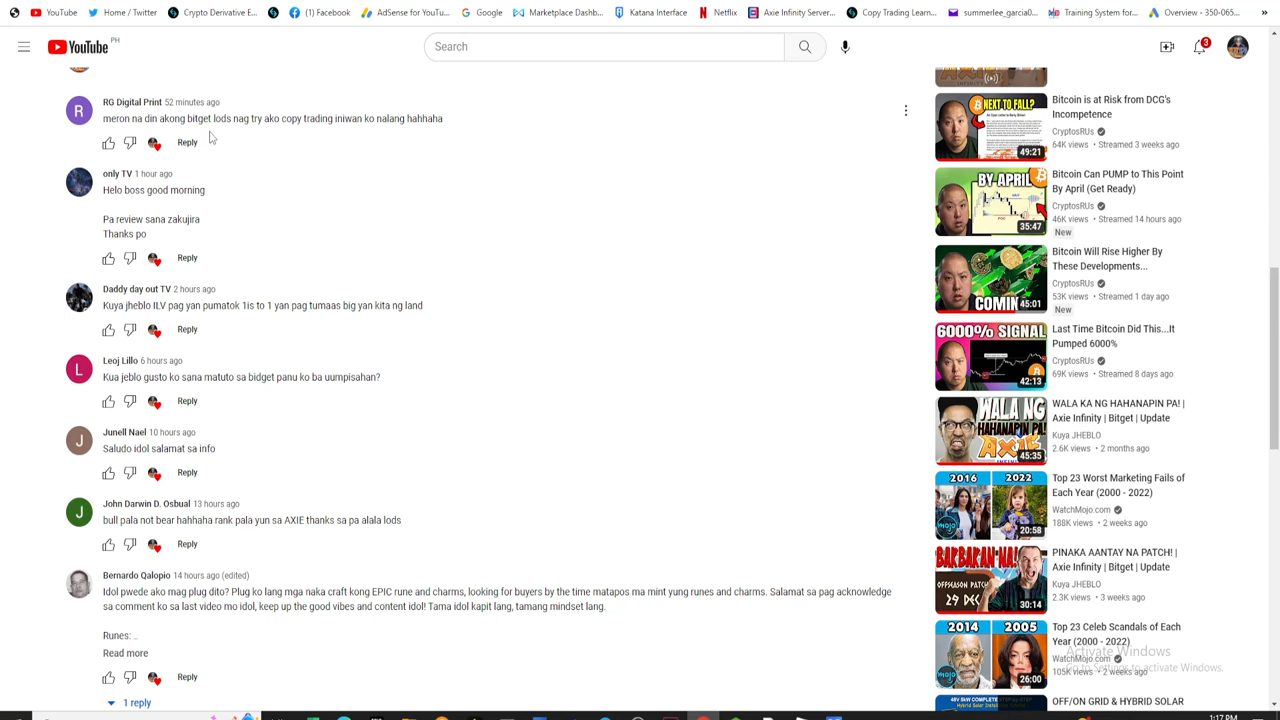 YouTube
Home / Twitter
Crypto Derivative E...
(1) Facebook
AdSense for YouTu...
Google
Marketplace Dashb...
Katana Interface
Netflix
Axie Infinity Server...
Copy Trading Learn...
summerlee_garcia0...
Training System for...
Overview - 350-065...
»
YouTube PH
Search
3
RG Digital Print 52 minutes ago
meron na din akong bitget lods nag try ako copy trading iniwan ko nalang hahhaha
Reply
only TV 1 hour ago
Helo boss good morning
Pa review sana zakujira
Thanks po
Reply
Daddy day out TV 2 hours ago
Kuya jheblo ILV pag yan pumatok 1is to 1 yan pag tumaas big yan kita ng land
Reply
Leoj Lillo 6 hours ago
Kua jeblo gusto ko sana matuto sa bidget panu ko ba uumpisahan?
Reply
Junell Nael 10 hours ago
Saludo idol salamat sa info
Reply
John Darwin D. Osbual 13 hours ago
bull pala not bear hahhaha rank pala yun sa AXIE thanks sa pa alala lods
Reply
Bernardo Qalopio 14 hours ago (edited)
Idol pwede ako mag plug dito? Plug ko lang mga naka craft kong EPIC rune and charms, looking for buyers by the time matapos ma mint yung runes and charms. Salamat sa pag acknowledge
sa comment ko sa last video mo idol, keep up the good vibes and content idol! Tama idol kapit lang, tamang mindset lang.
Runes: ..
Read more
Reply
1 reply
NEXT TO FALL?
49:21
Bitcoin is at Risk from DCG's
Incompetence
CryptosRUs
64K views • Streamed 3 weeks ago
BY APRIL
35:47
Bitcoin Can PUMP to This Point
By April (Get Ready)
CryptosRUs
46K views • Streamed 14 hours ago
New
COMIN
45:01
Bitcoin Will Rise Higher By
These Developments...
CryptosRUs
53K views • Streamed 1 day ago
New
6000% SIGNAL
42:13
Last Time Bitcoin Did This...It
Pumped 6000%
CryptosRUs
69K views • Streamed 8 days ago
WALA NG
HAHANAPIN PA!
AXIE
45:35
WALA KA NG HAHANAPIN PA! |
Axie Infinity | Bitget | Update
Kuya JHEBLO
2.6K views • 2 months ago
2016
2022
mojo
20:58
Top 23 Worst Marketing Fails of
Each Year (2000 - 2022)
WatchMojo.com
188K views • 2 weeks ago
BAKBAKAN NA!
OFFSEASON PATCH!
29 DEC
30:14
PINAKA AANTAY NA PATCH! |
Axie Infinity | Bitget | Update
Kuya JHEBLO
2.3K views • 3 weeks ago
2014
2005
mojo
26:00
Top 23 Celeb Scandals of Each
Year (2000 - 2022)
WatchMojo.com
105K views • 2 weeks ago
Activate Windows
Go to Settings to activate Windows.
OFF/ON GRID & HYBRID SOLAR
1:17 PM